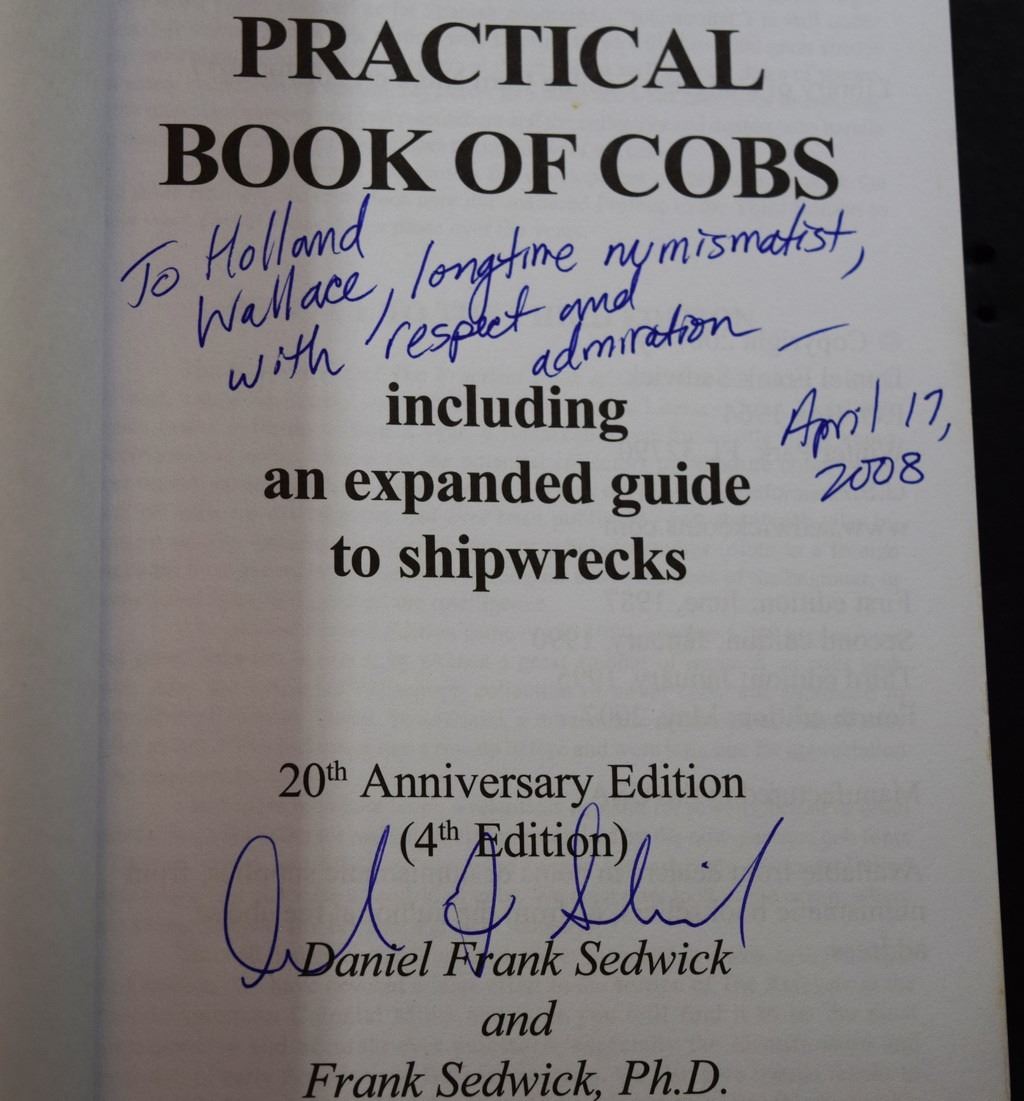 PRACTICAL
BOOK OF COBS
To Holland
Wallace, longtime numismatist,
with respect and
admiration —
April 17,
2008
including
an expanded guide
to shipwrecks
20th Anniversary Edition
(4th Edition)
Daniel Frank Sedwick
and
Frank Sedwick, Ph.D.